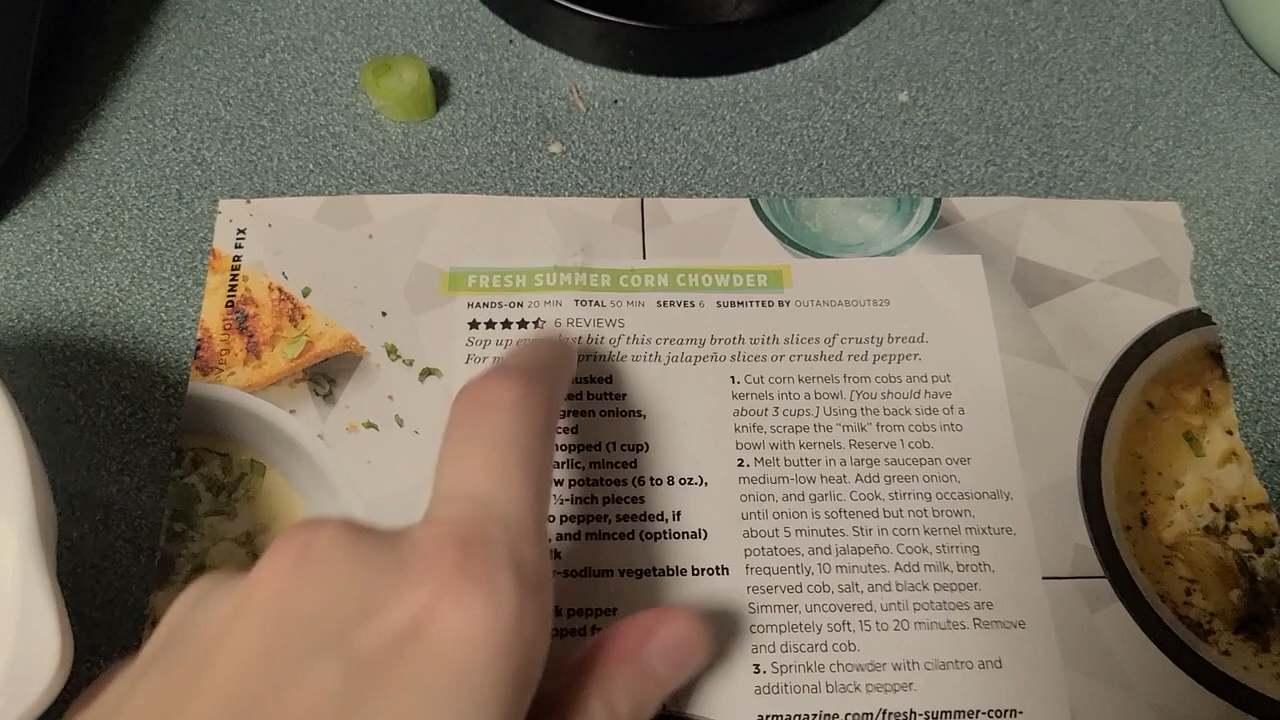 Veg Up! DINNER FIX
FRESH SUMMER CORN CHOWDER
HANDS-ON 20 MIN TOTAL 50 MIN SERVES 6 SUBMITTED BY OUTANDABOUT829
6 REVIEWS
Sop up every last bit of this creamy broth with slices of crusty bread.
For sprinkle with jalapeño slices or crushed red pepper.
husked
butter
green onions,
(1 cup)
garlic, minced
potatoes (6 to 8 oz.),
½-inch pieces
pepper, seeded, if
, and minced (optional)
-sodium vegetable broth
pepper
1. Cut corn kernels from cobs and put
kernels into a bowl. [You should have
about 3 cups.] Using the back side of a
knife, scrape the “milk” from cobs into
bowl with kernels. Reserve 1 cob.
2. Melt butter in a large saucepan over
medium-low heat. Add green onion,
onion, and garlic. Cook, stirring occasionally,
until onion is softened but not brown,
about 5 minutes. Stir in corn kernel mixture,
potatoes, and jalapeño. Cook, stirring
frequently, 10 minutes. Add milk, broth,
reserved cob, salt, and black pepper.
Simmer, uncovered, until potatoes are
completely soft, 15 to 20 minutes. Remove
and discard cob.
3. Sprinkle chowder with cilantro and
additional black pepper.
armagazine.com/fresh-summer-corn-